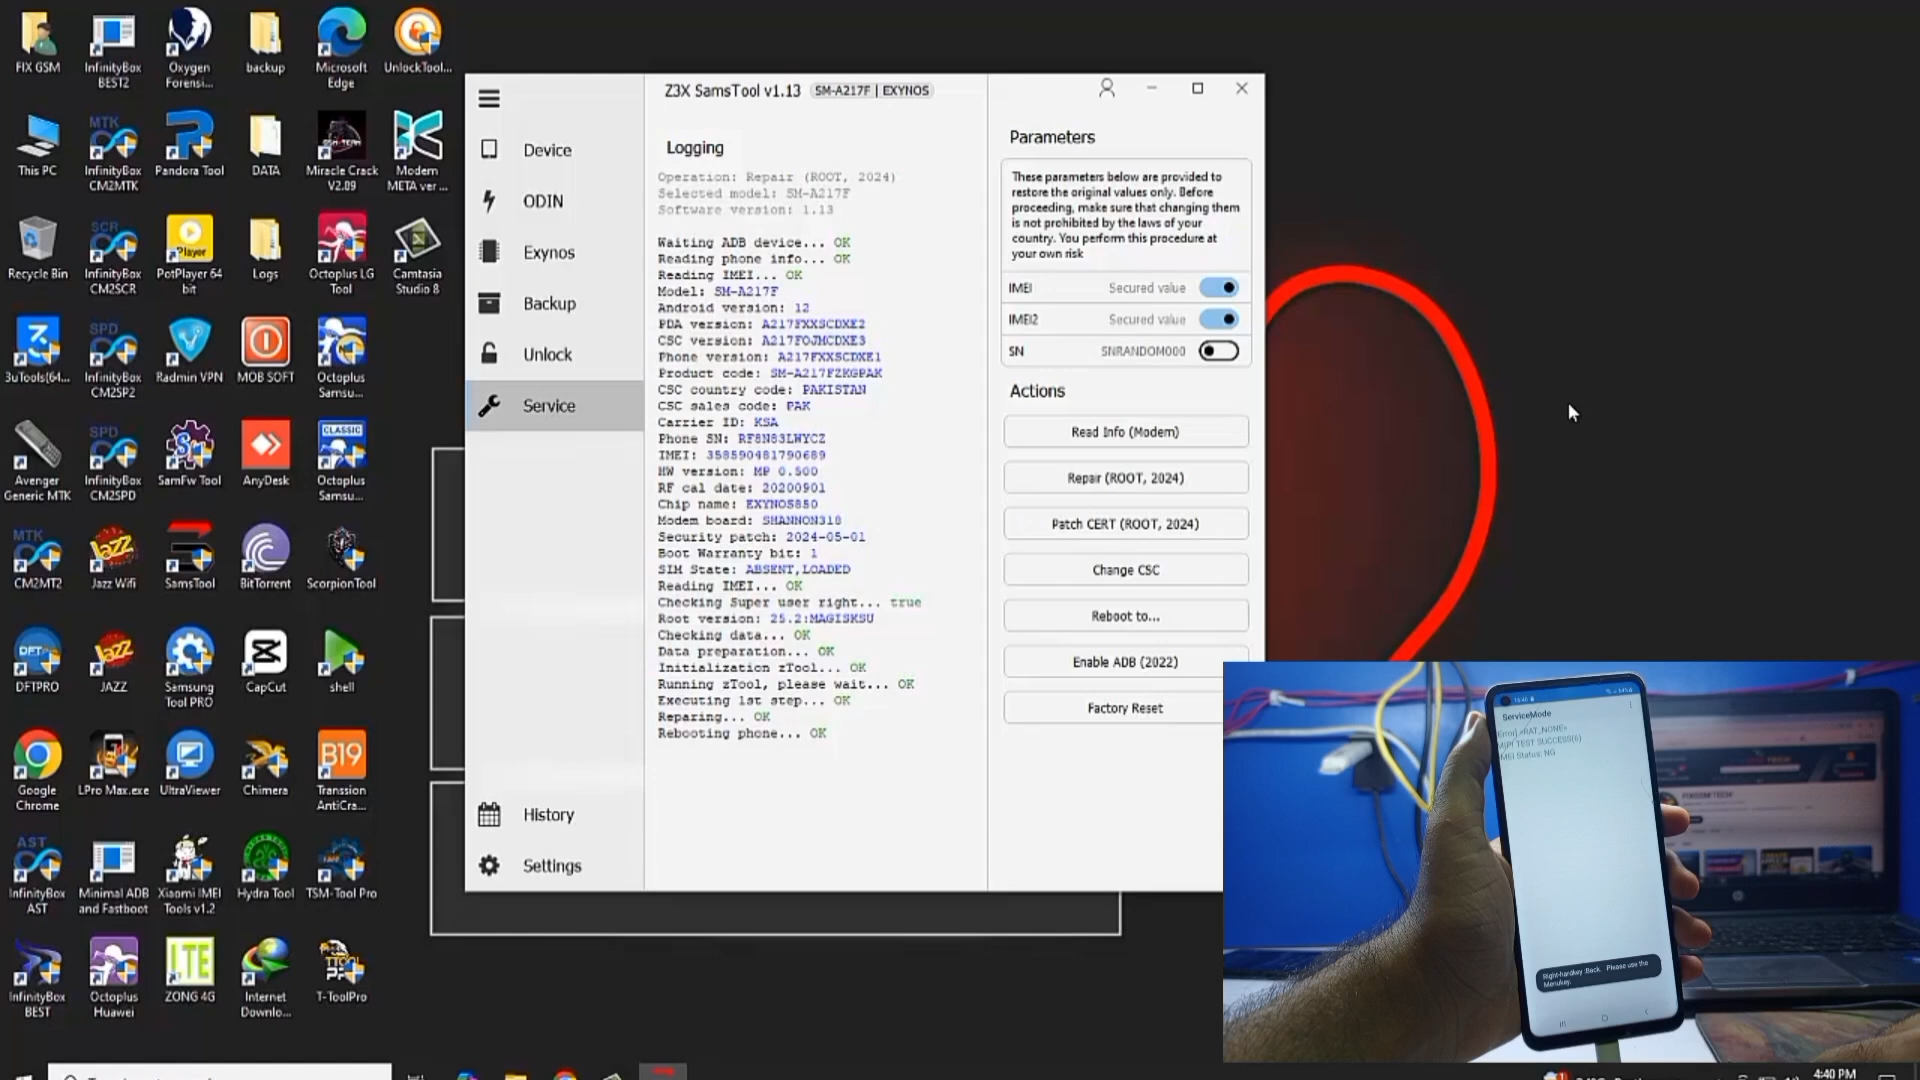 FIX GSM
InfinityBox BEST2
Oxygen Forensi...
backup
Microsoft Edge
UnlockTool...
This PC
InfinityBox CM2MTK
Pandora Tool
DATA
Miracle Crack V2.89
Modem META ver ...
Recycle Bin
InfinityBox CM2SCR
PotPlayer 64 bit
Logs
Octoplus LG Tool
Camtasia Studio 8
3uTools(64...
InfinityBox CM2SP2
Radmin VPN
MOB SOFT
Octoplus Samsu...
Avenger Generic MTK
InfinityBox CM2SPD
SamFw Tool
AnyDesk
Octoplus Samsu...
CM2MT2
Jazz Wifi
SamsTool
BitTorrent
ScorpionTool
DFTPRO
JAZZ
Samsung Tool PRO
CapCut
shell
Google Chrome
LPro Max.exe
UltraViewer
Chimera
Transsion AntiCra...
InfinityBox AST
Minimal ADB and Fastboot
Xiaomi IMEI Tools v1.2
Hydra Tool
TSM-Tool Pro
InfinityBox BEST
Octoplus Huawei
ZONG 4G
Internet Downlo...
T-ToolPro
Device
ODIN
Exynos
Backup
Unlock
Service
History
Settings
Z3X SamsTool v1.13 SM-A217F | EXYNOS
Logging
Operation: Repair (ROOT, 2024)
Selected model: SM-A217F
Software version: 1.13
Waiting ADB device... OK
Reading phone info... OK
Reading IMEI... OK
Model: SM-A217F
Android version: 12
PDA version: A217FXXSCDXE2
CSC version: A217FOJMCDXE3
Phone version: A217FXXSCDXE1
Product code: SM-A217FZKGPAK
CSC country code: PAKISTAN
CSC sales code: PAK
Carrier ID: KSA
Phone SN: RF8N83LWYCZ
IMEI: 358590481790689
HW version: MP 0.500
RF cal date: 20200901
Chip name: EXYNOS850
Modem board: SHANNON318
Security patch: 2024-05-01
Boot Warranty bit: 1
SIM State: ABSENT,LOADED
Reading IMEI... OK
Checking Super user right... true
Root version: 25.2:MAGISKSU
Checking data... OK
Data preparation... OK
Initialization zTool... OK
Running zTool, please wait... OK
Executing 1st step... OK
Reparing... OK
Rebooting phone... OK
Parameters
These parameters below are provided to
restore the original values only. Before
proceeding, make sure that changing them
is not prohibited by the laws of your
country. You perform this procedure at
your own risk
IMEI Secured value
IMEI2 Secured value
SN SNRANDOM000
Actions
Read Info (Modem)
Repair (ROOT, 2024)
Patch CERT (ROOT, 2024)
Change CSC
Reboot to...
Enable ADB (2022)
Factory Reset
ServiceMode
MIPI TEST SUCCESS(6)
IMEI Status: NG
Right-hardkey :Back. Please use the
Menukey.
4:40 PM